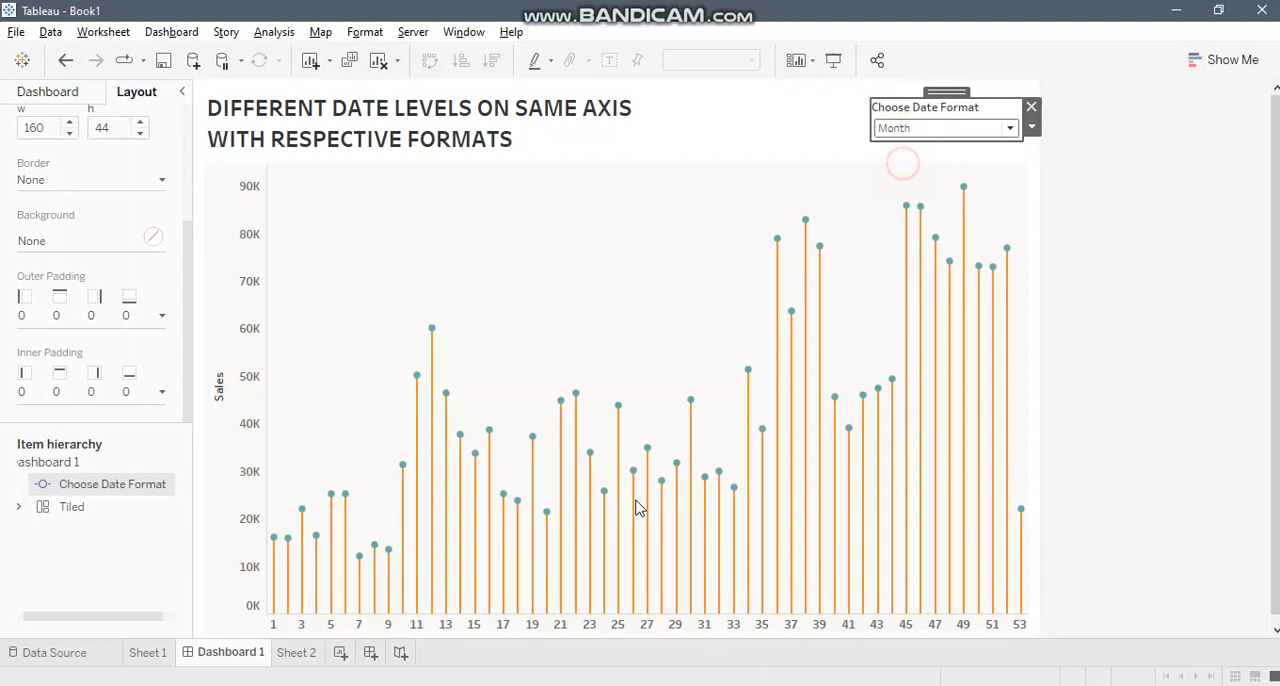 Tableau - Book1
www.BANDICAM.com
File Data Worksheet Dashboard Story Analysis Map Format Server Window Help
Show Me
Dashboard Layout
w h
160 44
Border
None
Background
None
Outer Padding
0 0 0 0
Inner Padding
0 0 0 0
Item hierarchy
ashboard 1
Choose Date Format
Tiled
DIFFERENT DATE LEVELS ON SAME AXIS
WITH RESPECTIVE FORMATS
Choose Date Format
Month
90K
80K
70K
60K
50K
40K
30K
20K
10K
0K
Sales
1 3 5 7 9 11 13 15 17 19 21 23 25 27 29 31 33 35 37 39 41 43 45 47 49 51 53
Data Source Sheet 1 Dashboard 1 Sheet 2